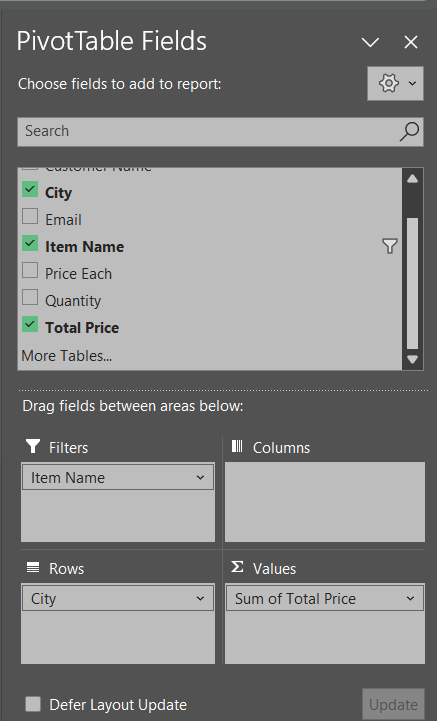 PivotTable Fields
Choose fields to add to report:
Search
Customer Name
City
Email
Item Name
Price Each
Quantity
Total Price
More Tables...
Drag fields between areas below:
Filters
Columns
Item Name
Rows
Values
City
Sum of Total Price
Defer Layout Update
Update